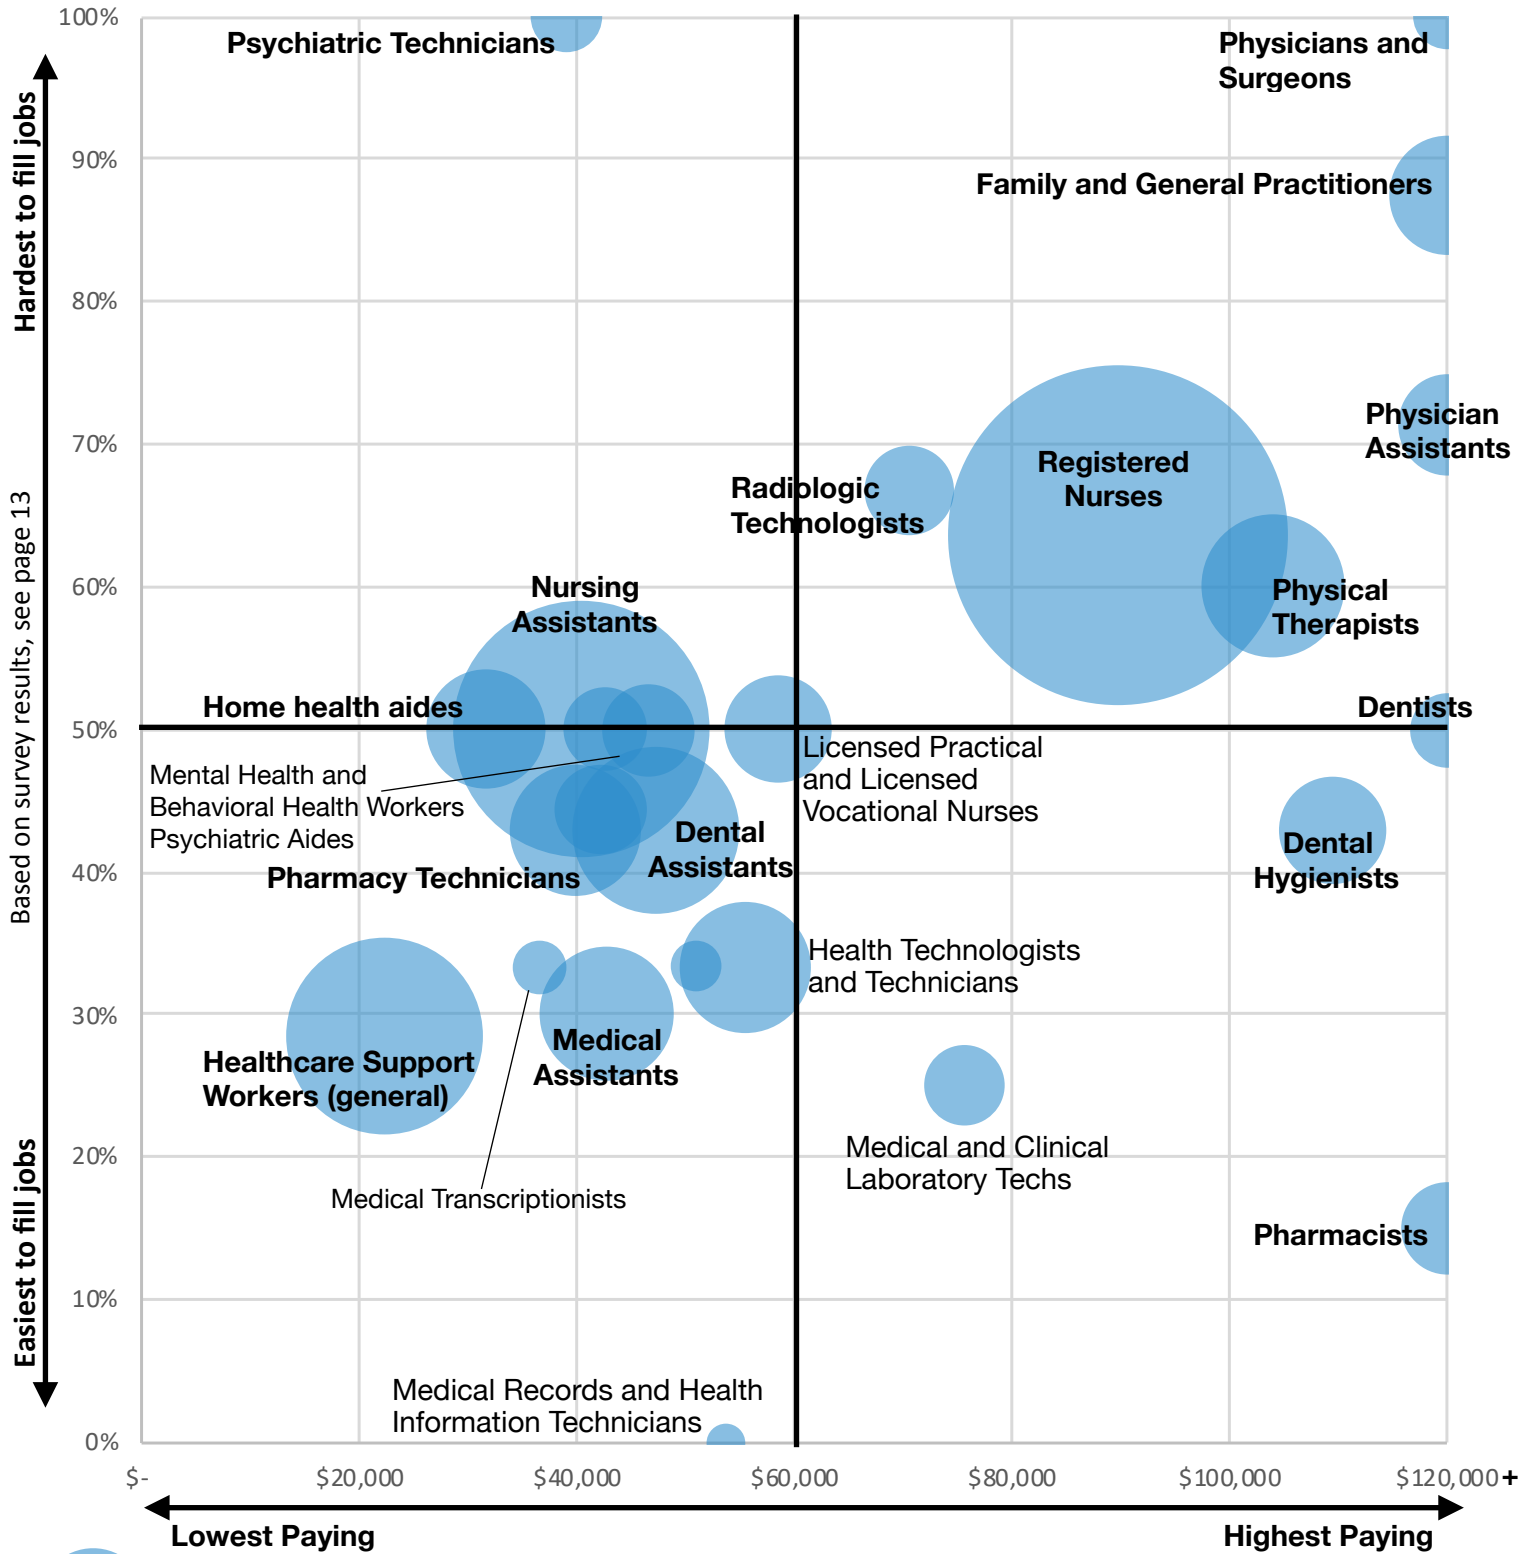 100%
Psychiatric Technicians
Physicians and
Surgeons
Hardest to fill jobs
90%
Family and General Practitioners
80%
Physician
Assistants
70%
Registered
Nurses
Radiologic
Technologists
Based on survey results, see page 13
60%
Nursing
Assistants
Physical
Therapists
Home health aides
Dentists
50%
Licensed Practical
and Licensed
Vocational Nurses
Mental Health and
Behavioral Health Workers
Psychiatric Aides
Dental
Assistants
Dental
Hygienists
40%
Pharmacy Technicians
Health Technologists
and Technicians
30%
Medical
Assistants
Healthcare Support
Workers (general)
20%
Medical and Clinical
Laboratory Techs
Medical Transcriptionists
Easiest to fill jobs
Pharmacists
10%
Medical Records and Health
Information Technicians
0%
$- $20,000 $40,000 $60,000 $80,000 $100,000 $120,000+
Lowest Paying Highest Paying